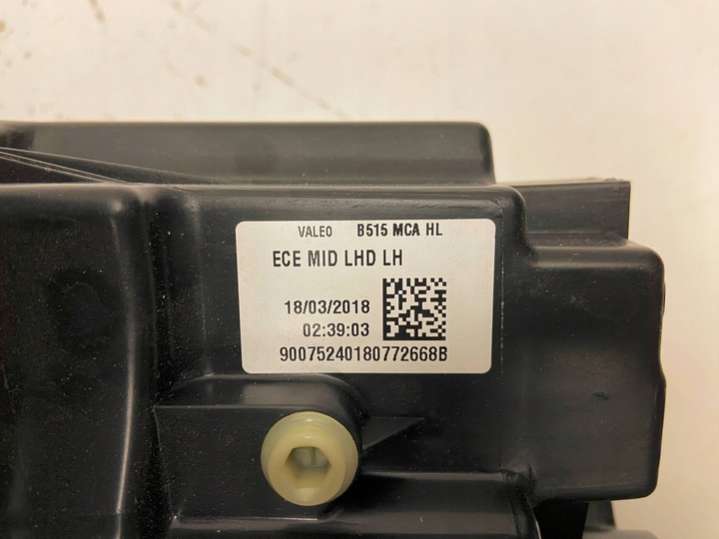 VALEO B515 MCA HL
ECE MID LHD LH
18/03/2018
02:39:03
90075240180772668B